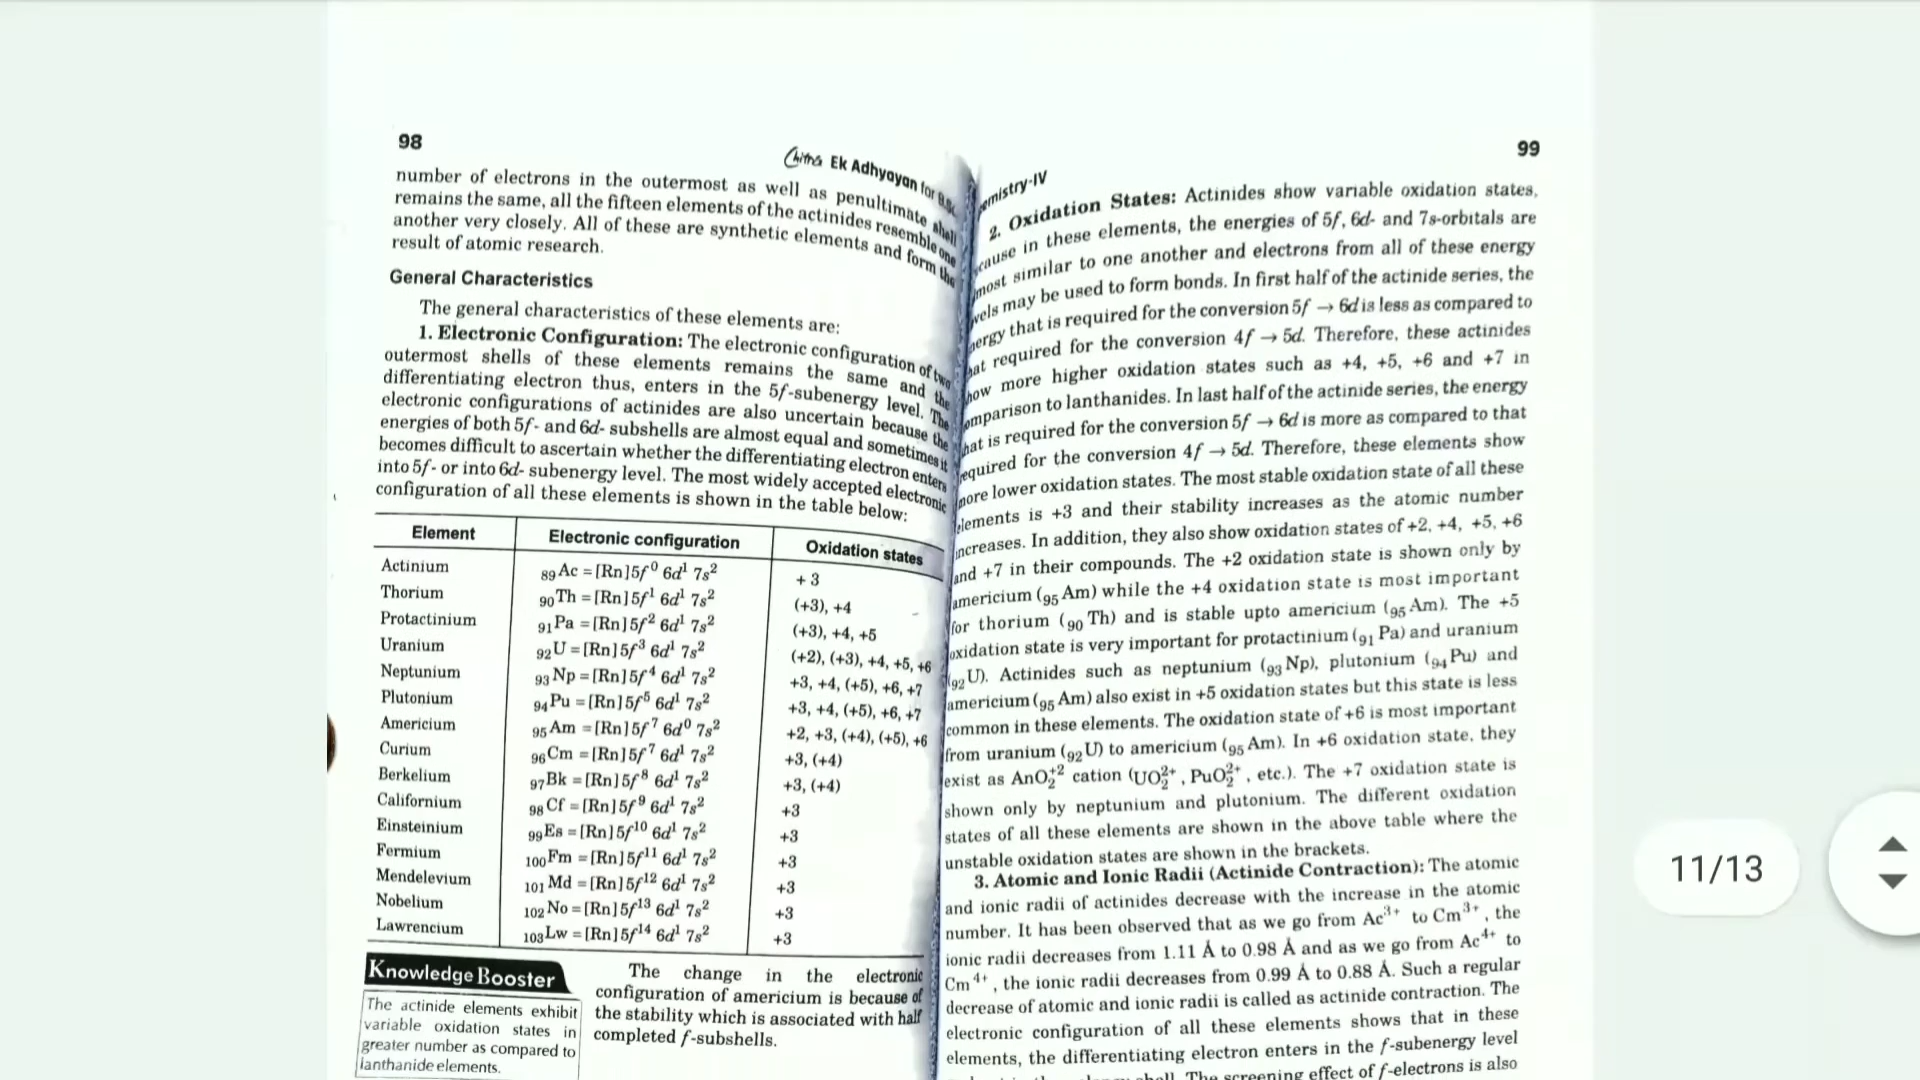 98
Chitra Ek Adhyayan for B.Sc.
number of electrons in the outermost as well as penultimate shell
remains the same, all the fifteen elements of the actinides resemble one
another very closely. All of these are synthetic elements and form the
result of atomic research.
General Characteristics
The general characteristics of these elements are:
1. Electronic Configuration: The electronic configuration of two
outermost shells of these elements remains the same and the
differentiating electron thus, enters in the 5f-subenergy level. The
electronic configurations of actinides are also uncertain because the
energies of both 5f- and 6d- subshells are almost equal and sometimes it
becomes difficult to ascertain whether the differentiating electron enters
into 5f- or into 6d- subenergy level. The most widely accepted electronic
configuration of all these elements is shown in the table below:
Element Electronic configuration Oxidation states
Actinium ₈₉Ac = [Rn] 5f⁰ 6d¹ 7s² + 3
Thorium ₉₀Th = [Rn] 5f¹ 6d¹ 7s² (+3), +4
Protactinium ₉₁Pa = [Rn] 5f² 6d¹ 7s² (+3), +4, +5
Uranium ₉₂U = [Rn] 5f³ 6d¹ 7s² (+2), (+3), +4, +5, +6
Neptunium ₉₃Np = [Rn] 5f⁴ 6d¹ 7s² +3, +4, (+5), +6, +7
Plutonium ₉₄Pu = [Rn] 5f⁵ 6d¹ 7s² +3, +4, (+5), +6, +7
Americium ₉₅Am = [Rn] 5f⁷ 6d⁰ 7s² +2, +3, (+4), (+5), +6
Curium ₉₆Cm = [Rn] 5f⁷ 6d¹ 7s² +3, (+4)
Berkelium ₉₇Bk = [Rn] 5f⁸ 6d¹ 7s² +3, (+4)
Californium ₉₈Cf = [Rn] 5f⁹ 6d¹ 7s² +3
Einsteinium ₉₉Es = [Rn] 5f¹⁰ 6d¹ 7s² +3
Fermium ₁₀₀Fm = [Rn] 5f¹¹ 6d¹ 7s² +3
Mendelevium ₁₀₁Md = [Rn] 5f¹² 6d¹ 7s² +3
Nobelium ₁₀₂No = [Rn] 5f¹³ 6d¹ 7s² +3
Lawrencium ₁₀₃Lw = [Rn] 5f¹⁴ 6d¹ 7s² +3
Knowledge Booster
The actinide elements exhibit
variable oxidation states in
greater number as compared to
lanthanide elements.
The change in the electronic
configuration of americium is because of
the stability which is associated with half
completed f-subshells.
emistry-IV
99
2. Oxidation States: Actinides show variable oxidation states,
cause in these elements, the energies of 5f, 6d- and 7s-orbitals are
most similar to one another and electrons from all of these energy
vels may be used to form bonds. In first half of the actinide series, the
nergy that is required for the conversion 5f → 6d is less as compared to
hat required for the conversion 4f → 5d. Therefore, these actinides
how more higher oxidation states such as +4, +5, +6 and +7 in
omparison to lanthanides. In last half of the actinide series, the energy
hat is required for the conversion 5f → 6d is more as compared to that
required for the conversion 4f → 5d. Therefore, these elements show
more lower oxidation states. The most stable oxidation state of all these
elements is +3 and their stability increases as the atomic number
increases. In addition, they also show oxidation states of +2, +4, +5, +6
and +7 in their compounds. The +2 oxidation state is shown only by
americium (₉₅Am) while the +4 oxidation state is most important
for thorium (₉₀Th) and is stable upto americium (₉₅Am). The +5
oxidation state is very important for protactinium (₉₁Pa) and uranium
(₉₂U). Actinides such as neptunium (₉₃Np), plutonium (₉₄Pu) and
americium (₉₅Am) also exist in +5 oxidation states but this state is less
common in these elements. The oxidation state of +6 is most important
from uranium (₉₂U) to americium (₉₅Am). In +6 oxidation state, they
exist as AnO₂⁺² cation (UO₂²⁺, PuO₂²⁺, etc.). The +7 oxidation state is
shown only by neptunium and plutonium. The different oxidation
states of all these elements are shown in the above table where the
unstable oxidation states are shown in the brackets.
3. Atomic and Ionic Radii (Actinide Contraction): The atomic
and ionic radii of actinides decrease with the increase in the atomic
number. It has been observed that as we go from Ac³⁺ to Cm³⁺, the
ionic radii decreases from 1.11 Å to 0.98 Å and as we go from Ac⁴⁺ to
Cm⁴⁺, the ionic radii decreases from 0.99 Å to 0.88 Å. Such a regular
decrease of atomic and ionic radii is called as actinide contraction. The
electronic configuration of all these elements shows that in these
elements, the differentiating electron enters in the f-subenergy level
shell. The screening effect of f-electrons is also
11/13